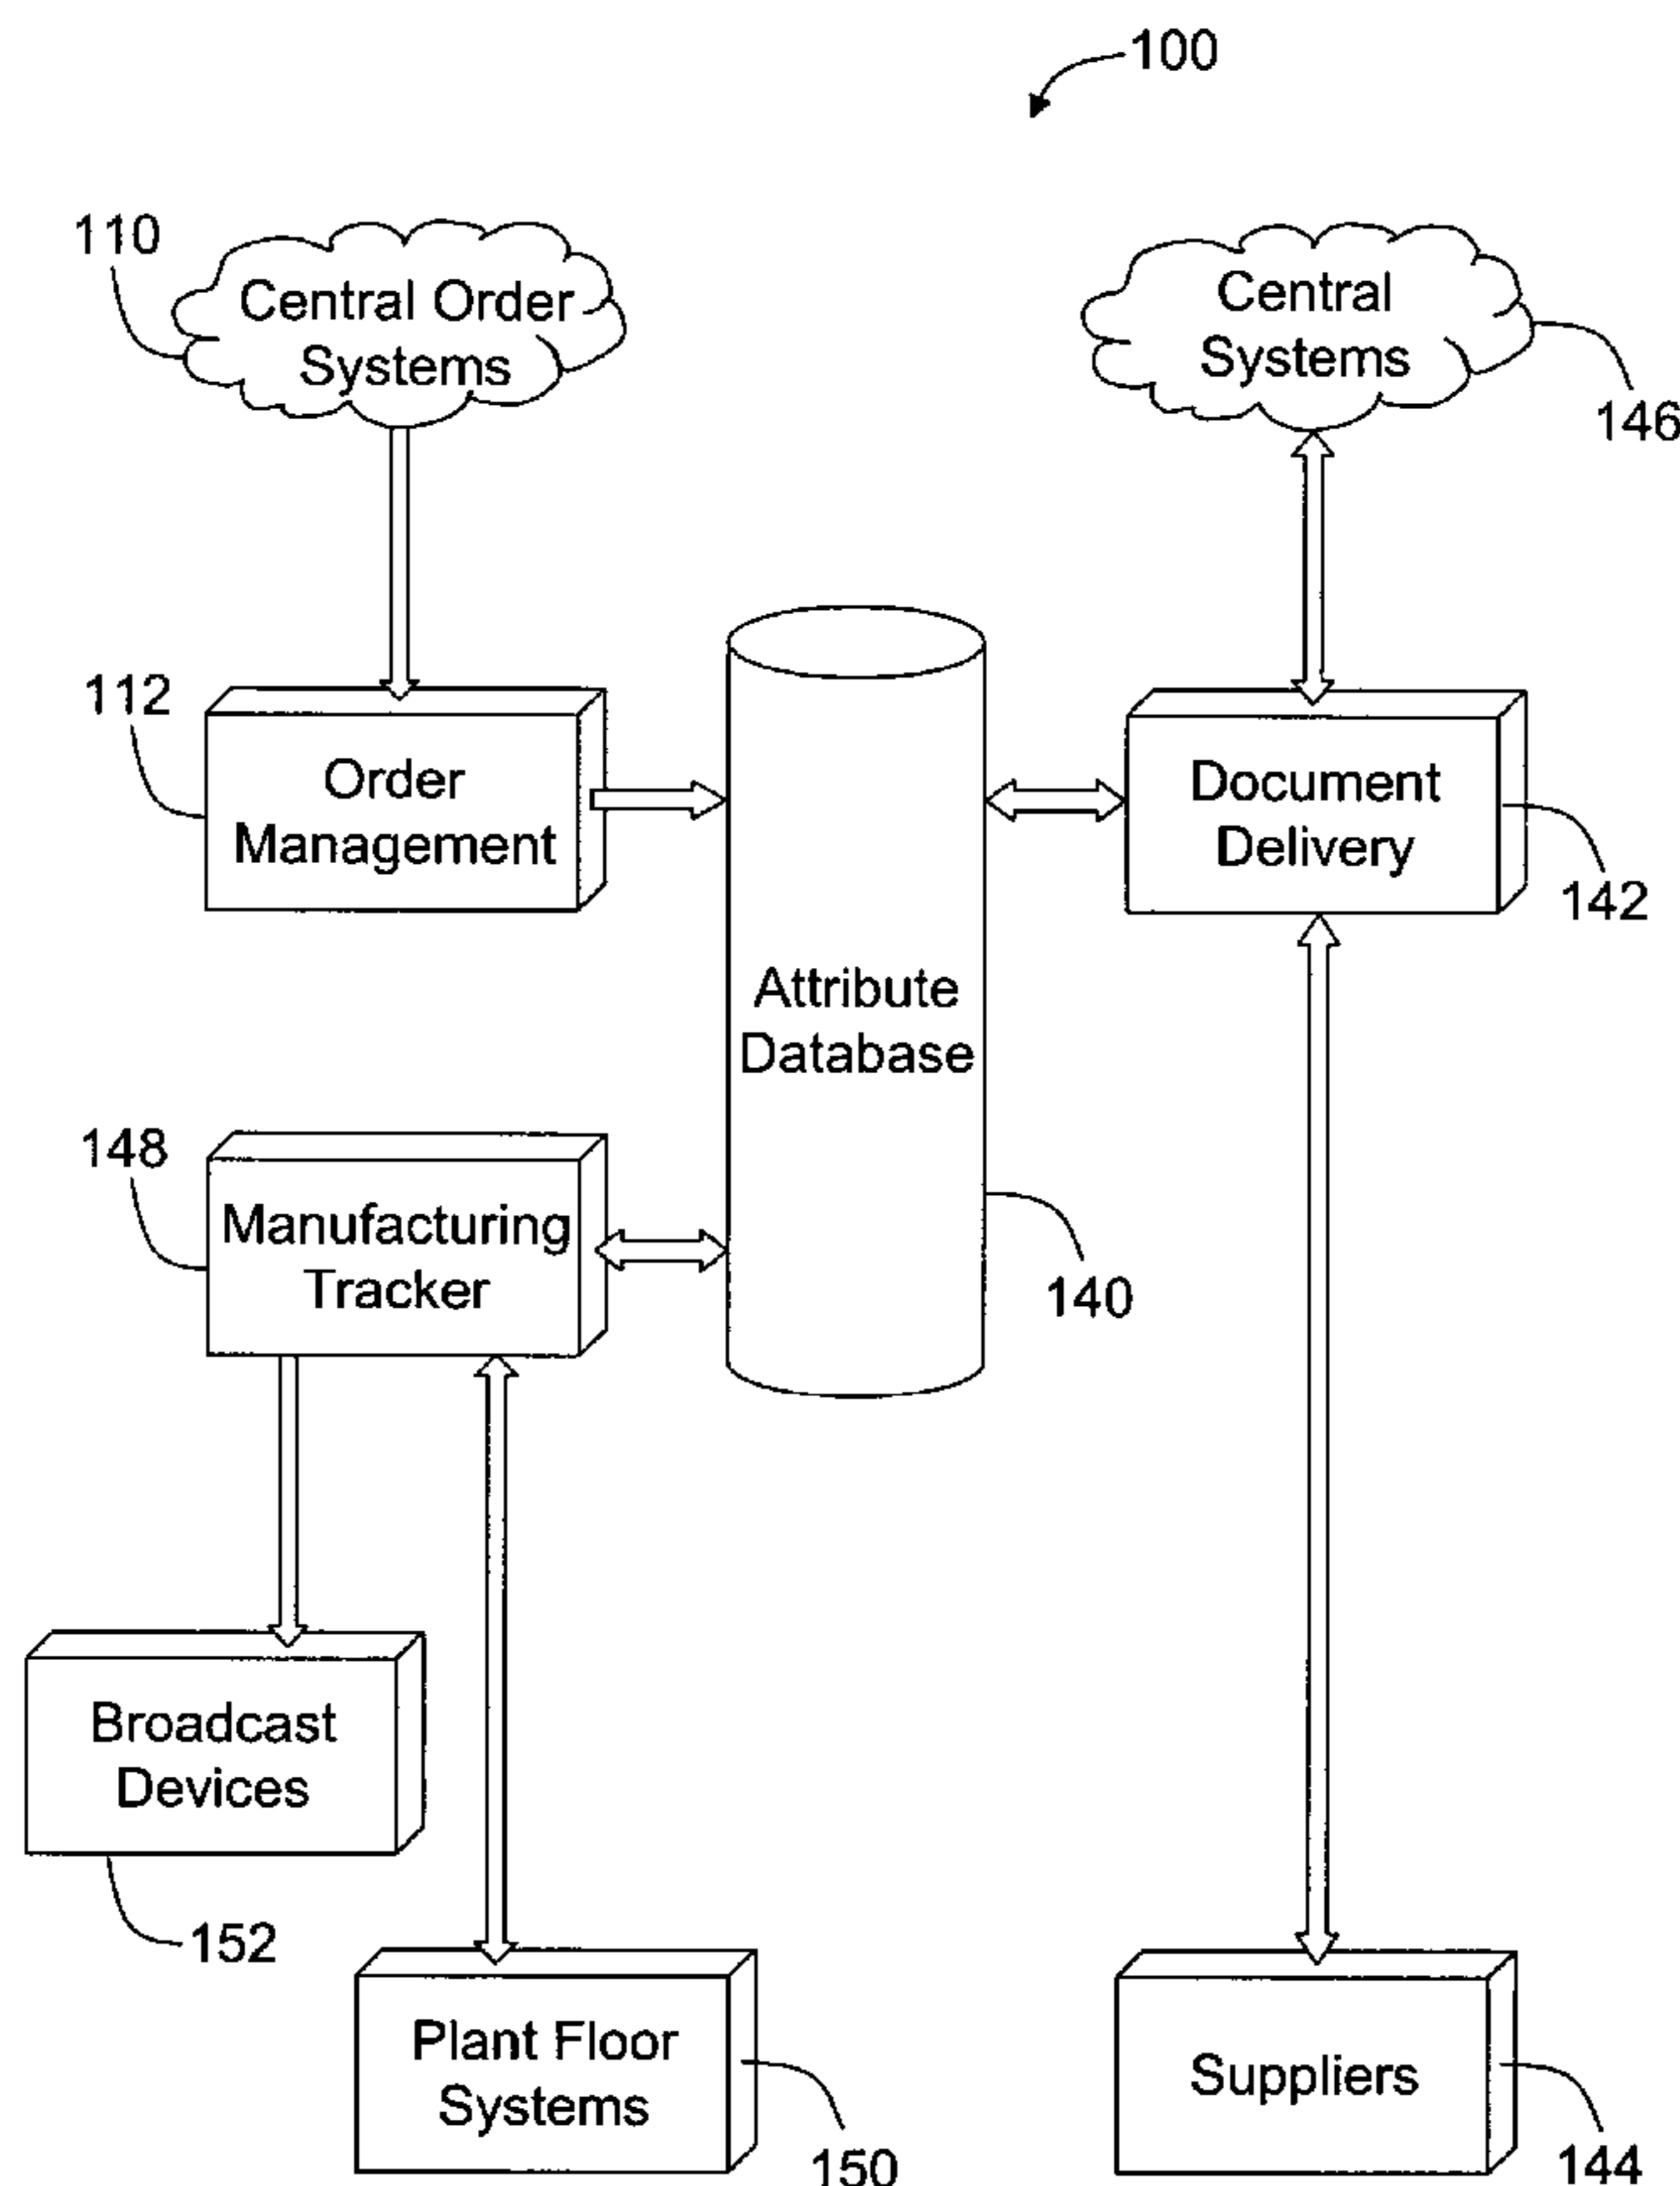 100
110
Central Order
Systems
Central
Systems
146
112
Order
Management
Document
Delivery
142
Attribute
Database
148
Manufacturing
Tracker
140
Broadcast
Devices
152
Plant Floor
Systems
150
Suppliers
144